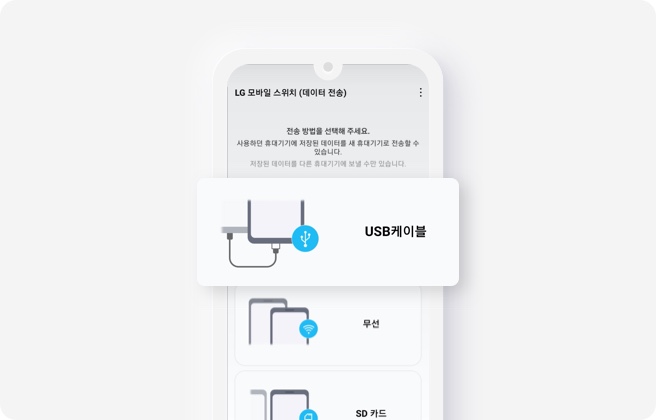 LG 모바일 스위치 (데이터 전송)
전송 방법을 선택해 주세요.
사용하던 휴대기기에 저장된 데이터를 새 휴대기기로 전송할 수
있습니다.
저장된 데이터를 다른 휴대기기에 보낼 수만 있습니다.
USB케이블
무선
SD 카드